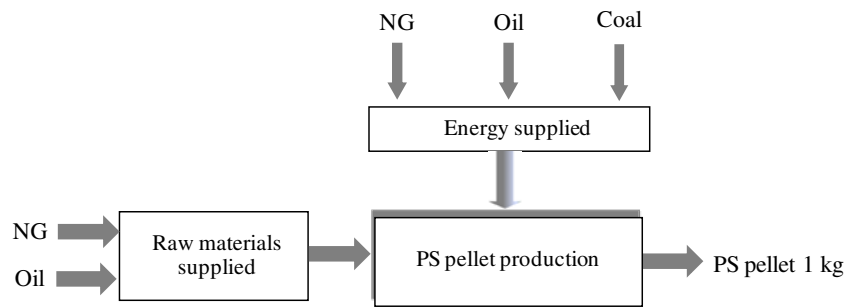 NG Oil Coal
Energy supplied
NG
Oil
Raw materials
supplied
PS pellet production
PS pellet 1 kg